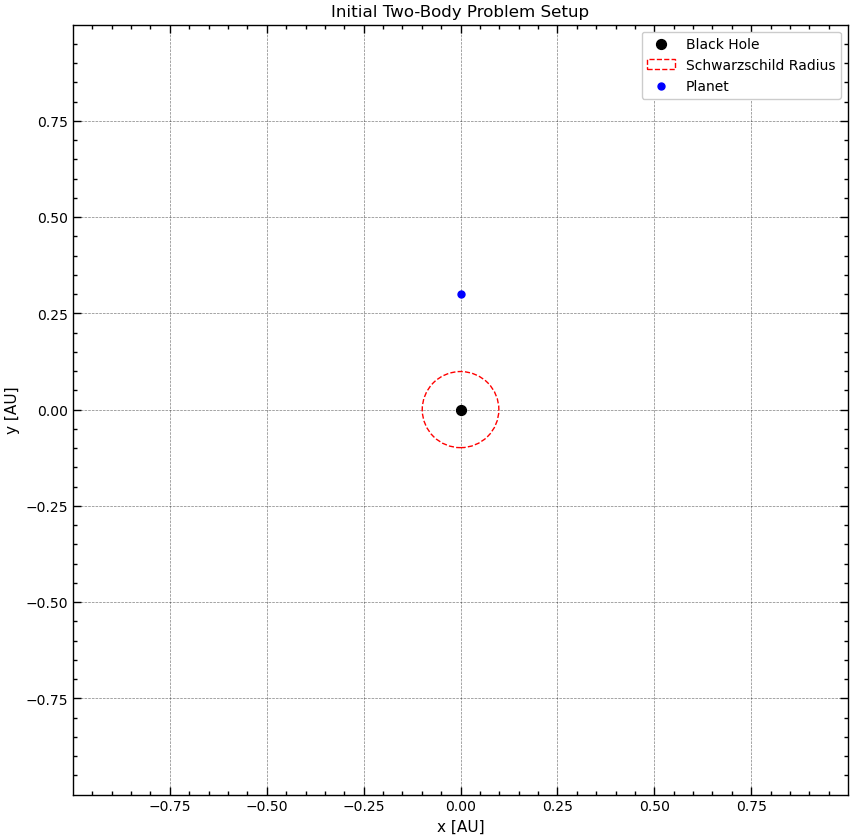 Initial Two-Body Problem Setup
Black Hole
Schwarzschild Radius
Planet
y [AU]
0.75
0.50
0.25
0.00
−0.25
−0.50
−0.75
−0.75 −0.50 −0.25 0.00 0.25 0.50 0.75
x [AU]